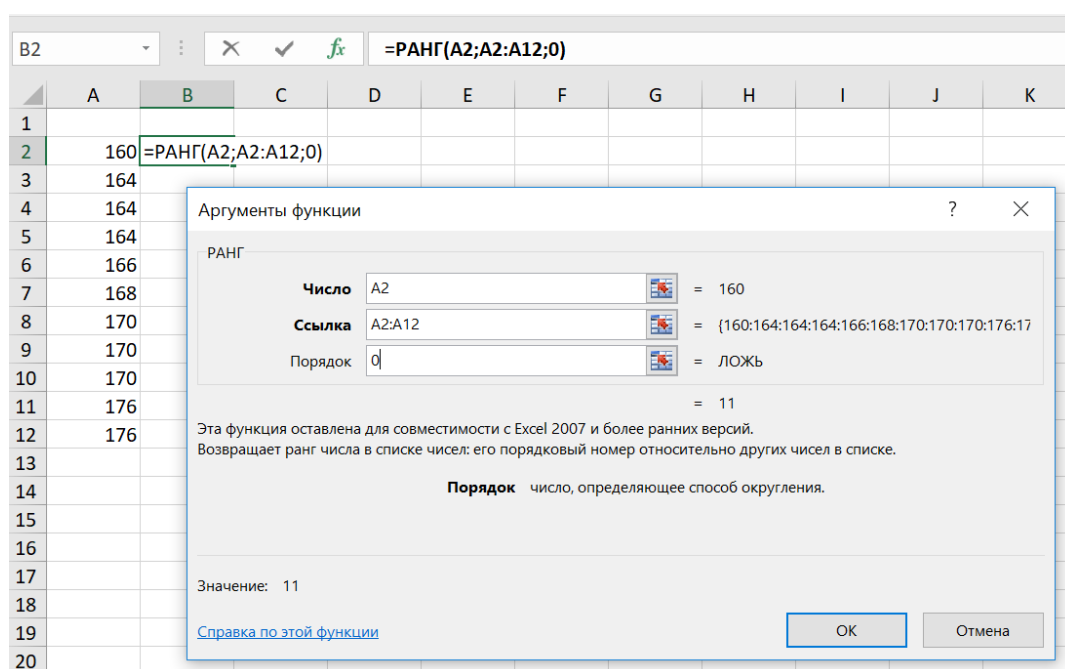 B2 fx =РАНГ(A2;A2:A12;0)
A B C D E F G H I J K
1
2 160 =РАНГ(A2;A2:A12;0)
3 164
4 164
5 164
6 166
7 168
8 170
9 170
10 170
11 176
12 176
13
14
15
16
17
18
19
20
Аргументы функции ?
РАНГ
Число A2 = 160
Ссылка A2:A12 = {160:164:164:164:166:168:170:170:170:176:17
Порядок 0 = ЛОЖЬ
= 11
Эта функция оставлена для совместимости с Excel 2007 и более ранних версий.
Возвращает ранг числа в списке чисел: его порядковый номер относительно других чисел в списке.
Порядок число, определяющее способ округления.
Значение: 11
Справка по этой функции
ОК Отмена